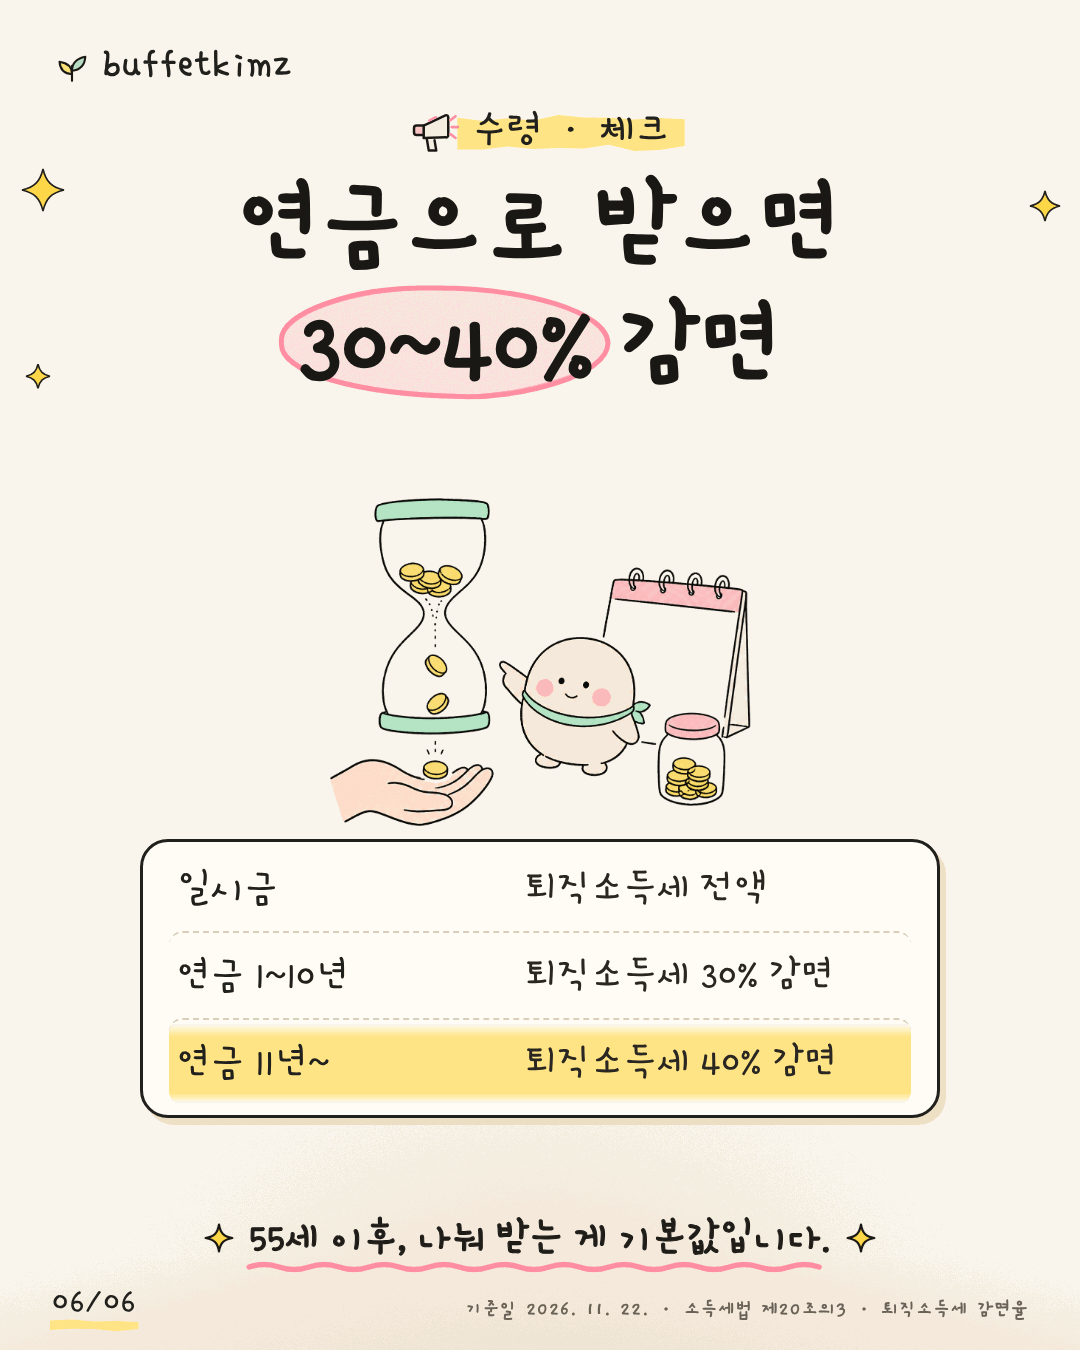 buffetkimz
수령 · 체크
연금으로 받으면
30~40% 감면
일시금 퇴직소득세 전액
연금 1~10년 퇴직소득세 30% 감면
연금 11년~ 퇴직소득세 40% 감면
55세 이후, 나눠 받는 게 기본값입니다.
06/06
기준일 2026. 11. 22. · 소득세법 제20조의3 · 퇴직소득세 감면율